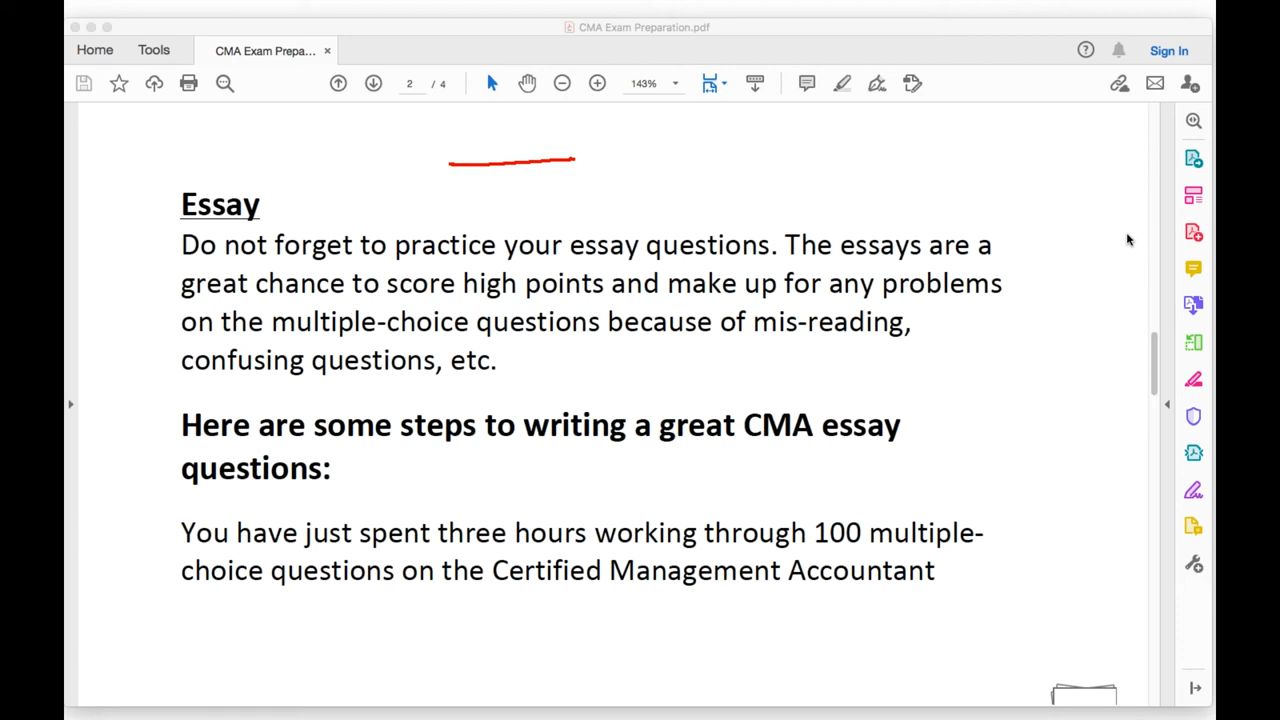 CMA Exam Preparation.pdf
Home Tools CMA Exam Prepa... × Sign In
2 / 4 143%
Essay
Do not forget to practice your essay questions. The essays are a
great chance to score high points and make up for any problems
on the multiple-choice questions because of mis-reading,
confusing questions, etc.
Here are some steps to writing a great CMA essay
questions:
You have just spent three hours working through 100 multiple-
choice questions on the Certified Management Accountant